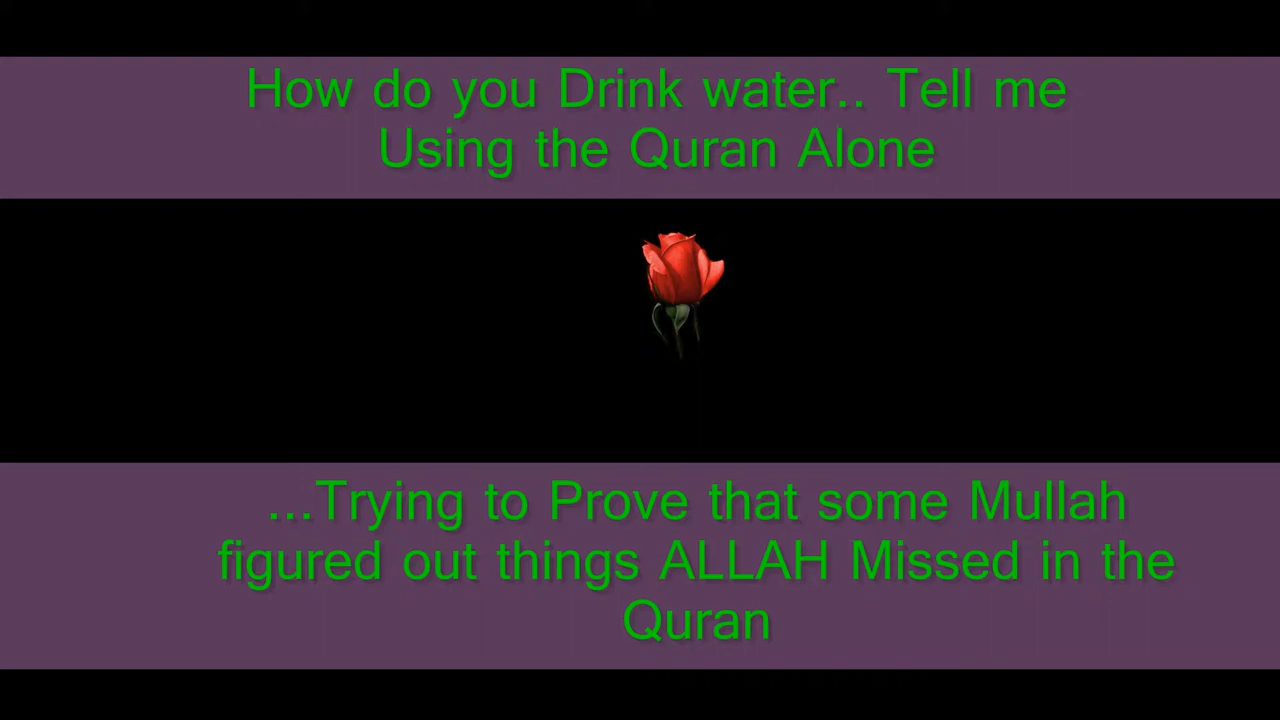 How do you Drink water.. Tell me
Using the Quran Alone
...Trying to Prove that some Mullah
figured out things ALLAH Missed in the
Quran